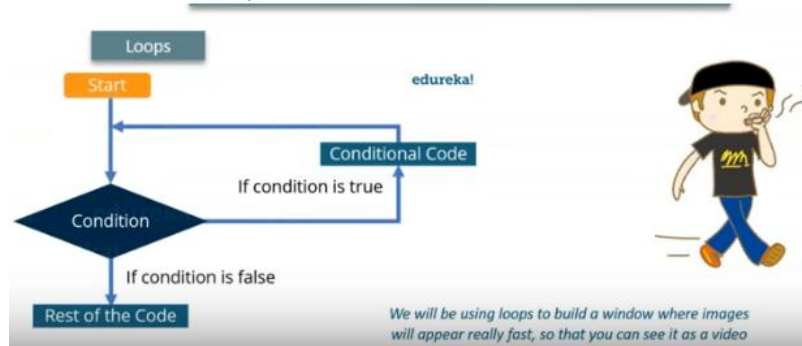 Loops
Start
edureka!
Conditional Code
If condition is true
Condition
If condition is false
Rest of the Code
We will be using loops to build a window where images
will appear really fast, so that you can see it as a video